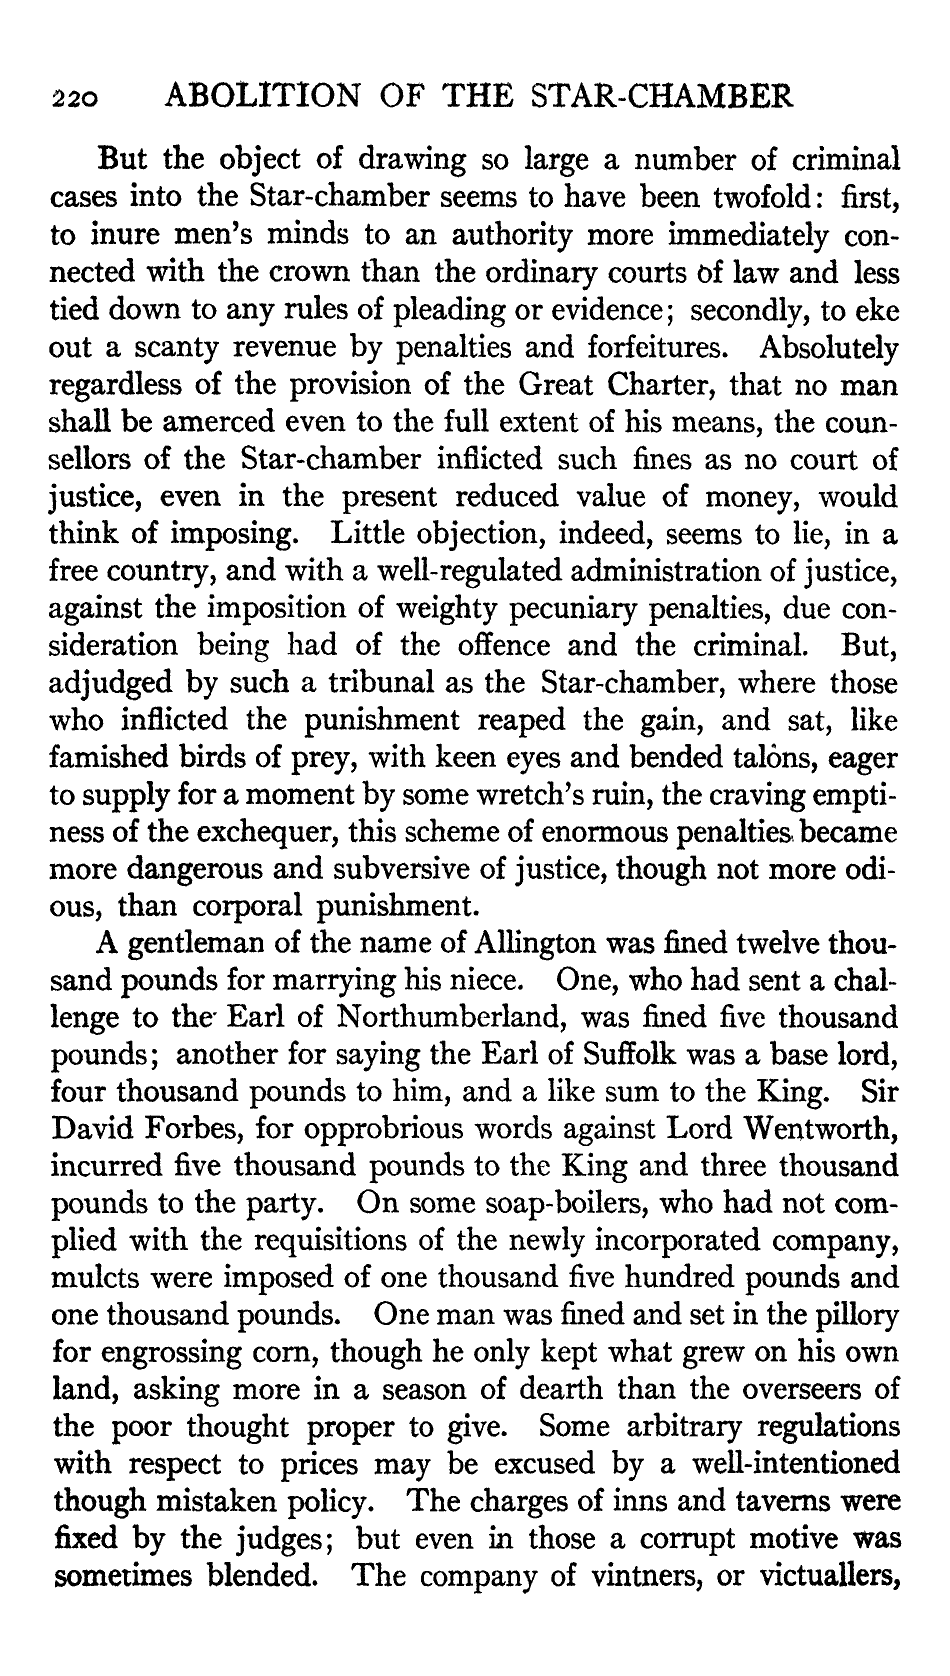 220 ABOLITION OF THE STAR-CHAMBER
But the object of drawing so large a number of criminal
cases into the Star-chamber seems to have been twofold: first,
to inure men's minds to an authority more immediately con-
nected with the crown than the ordinary courts of law and less
tied down to any rules of pleading or evidence; secondly, to eke
out a scanty revenue by penalties and forfeitures. Absolutely
regardless of the provision of the Great Charter, that no man
shall be amerced even to the full extent of his means, the coun-
sellors of the Star-chamber inflicted such fines as no court of
justice, even in the present reduced value of money, would
think of imposing. Little objection, indeed, seems to lie, in a
free country, and with a well-regulated administration of justice,
against the imposition of weighty pecuniary penalties, due con-
sideration being had of the offence and the criminal. But,
adjudged by such a tribunal as the Star-chamber, where those
who inflicted the punishment reaped the gain, and sat, like
famished birds of prey, with keen eyes and bended talons, eager
to supply for a moment by some wretch's ruin, the craving empti-
ness of the exchequer, this scheme of enormous penalties became
more dangerous and subversive of justice, though not more odi-
ous, than corporal punishment.
A gentleman of the name of Allington was fined twelve thou-
sand pounds for marrying his niece. One, who had sent a chal-
lenge to the Earl of Northumberland, was fined five thousand
pounds; another for saying the Earl of Suffolk was a base lord,
four thousand pounds to him, and a like sum to the King. Sir
David Forbes, for opprobrious words against Lord Wentworth,
incurred five thousand pounds to the King and three thousand
pounds to the party. On some soap-boilers, who had not com-
plied with the requisitions of the newly incorporated company,
mulcts were imposed of one thousand five hundred pounds and
one thousand pounds. One man was fined and set in the pillory
for engrossing corn, though he only kept what grew on his own
land, asking more in a season of dearth than the overseers of
the poor thought proper to give. Some arbitrary regulations
with respect to prices may be excused by a well-intentioned
though mistaken policy. The charges of inns and taverns were
fixed by the judges; but even in those a corrupt motive was
sometimes blended. The company of vintners, or victuallers,